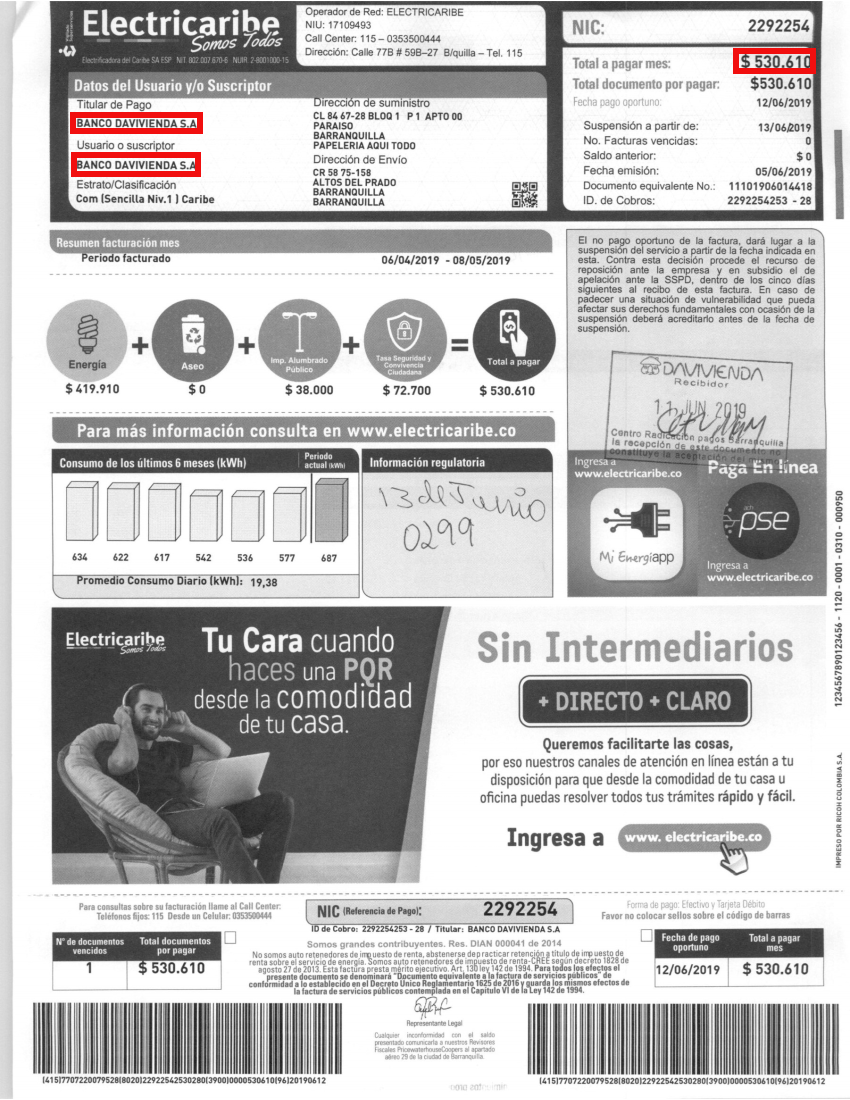 Electricaribe
Somos Todos
Electrificadora del Caribe SA ESP NIT 802.007.670-6 NUIR 2-8001000-15
Operador de Red: ELECTRICARIBE
NIU: 17109493
Call Center: 115 – 0353500444
Dirección: Calle 77B # 59B-27 B/quilla – Tel. 115
NIC: 2292254
Total a pagar mes: $ 530.610
Total documento por pagar: $530.610
Fecha pago oportuno: 12/06/2019
Suspensión a partir de: 13/06/2019
No. Facturas vencidas: 0
Saldo anterior: $ 0
Fecha emisión: 05/06/2019
Documento equivalente No.: 11101906014418
ID. de Cobros: 2292254253 - 28
Datos del Usuario y/o Suscriptor
Titular de Pago
BANCO DAVIVIENDA S.A
Usuario o suscriptor
BANCO DAVIVIENDA S.A
Estrato/Clasificación
Com (Sencilla Niv.1 ) Caribe
Dirección de suministro
CL 84 67-28 BLOQ 1 P 1 APTO 00
PARAISO
BARRANQUILLA
PAPELERIA AQUI TODO
Dirección de Envío
CR 58 75-158
ALTOS DEL PRADO
BARRANQUILLA
BARRANQUILLA
Resumen facturación mes
Periodo facturado 06/04/2019 - 08/05/2019
Energía + Aseo + Imp. Alumbrado Público + Tasa Seguridad y Convivencia Ciudadana = Total a pagar
$ 419.910 $ 0 $ 38.000 $ 72.700 $ 530.610
El no pago oportuno de la factura, dará lugar a la
suspensión del servicio a partir de la fecha indicada en
esta. Contra esta decisión procede el recurso de
reposición ante la empresa y en subsidio el de
apelación ante la SSPD, dentro de los cinco días
siguientes al recibo de esta factura. En caso de
padecer una situación de vulnerabilidad que pueda
afectar sus derechos fundamentales con ocasión de la
suspensión deberá acreditarlo antes de la fecha de
suspensión.
DAVIVIENDA
Recibidor
11 JUN 2019
Centro Radicación pagos Barranquilla
la recepción de este documento no
constituye la aceptación del mismo
Para más información consulta en www.electricaribe.co
Consumo de los últimos 6 meses (kWh)
Periodo
actual (kWh)
634 622 617 542 536 577 687
Promedio Consumo Diario (kWh): 19,38
Información regulatoria
13 de Junio
0299
Ingresa a
www.electricaribe.co
Mi Energiapp
Paga En línea
pse
Ingresa a
www.electricaribe.co
1234567890123456 - 1120 - 0001 - 0310 - 000950
IMPRESO POR RICOH COLOMBIA S.A.
Electricaribe
Somos Todos
Tu Cara cuando
haces una PQR
desde la comodidad
de tu casa.
Sin Intermediarios
+ DIRECTO + CLARO
Queremos facilitarte las cosas,
por eso nuestros canales de atención en línea están a tu
disposición para que desde la comodidad de tu casa u
oficina puedas resolver todos tus trámites rápido y fácil.
Ingresa a www. electricaribe.co
Para consultas sobre su facturación llame al Call Center:
Teléfonos fijos: 115 Desde un Celular: 0353500444
NIC (Referencia de Pago): 2292254
ID de Cobro: 2292254253 - 28 / Titular: BANCO DAVIVIENDA S.A
Forma de pago: Efectivo y Tarjeta Débito
Favor no colocar sellos sobre el código de barras
N° de documentos vencidos
1
Total documentos por pagar
$ 530.610
Somos grandes contribuyentes. Res. DIAN 000041 de 2014
No somos auto retenedores de impuesto de renta, abstenerse de practicar retención a título de impuesto de
renta sobre el servicio de energía. Somos auto retenedores de impuesto de renta-CREE según decreto 1828 de
agosto 27 de 2013. Esta factura presta mérito ejecutivo. Art. 130 ley 142 de 1994. Para todos los efectos el
presente documento se denominará "Documento equivalente a la factura de servicios públicos" de
conformidad a lo establecido en el Decreto Unico Reglamentario 1625 de 2016 y guarda los mismos efectos de
la factura de servicios públicos contemplada en el Capitulo VI de la Ley 142 de 1994.
Fecha de pago oportuno
12/06/2019
Total a pagar mes
$ 530.610
Representante Legal
Cualquier inconformidad con el saldo
presentado comunicarla a nuestros Revisores
Fiscales PricewaterhouseCoopers al apartado
aéreo 29 de la ciudad de Barranquilla.
(415)7707220079528(8020)22922542530280(3900)0000530610(96)20190612
(415)7707220079528(8020)22922542530280(3900)0000530610(96)20190612